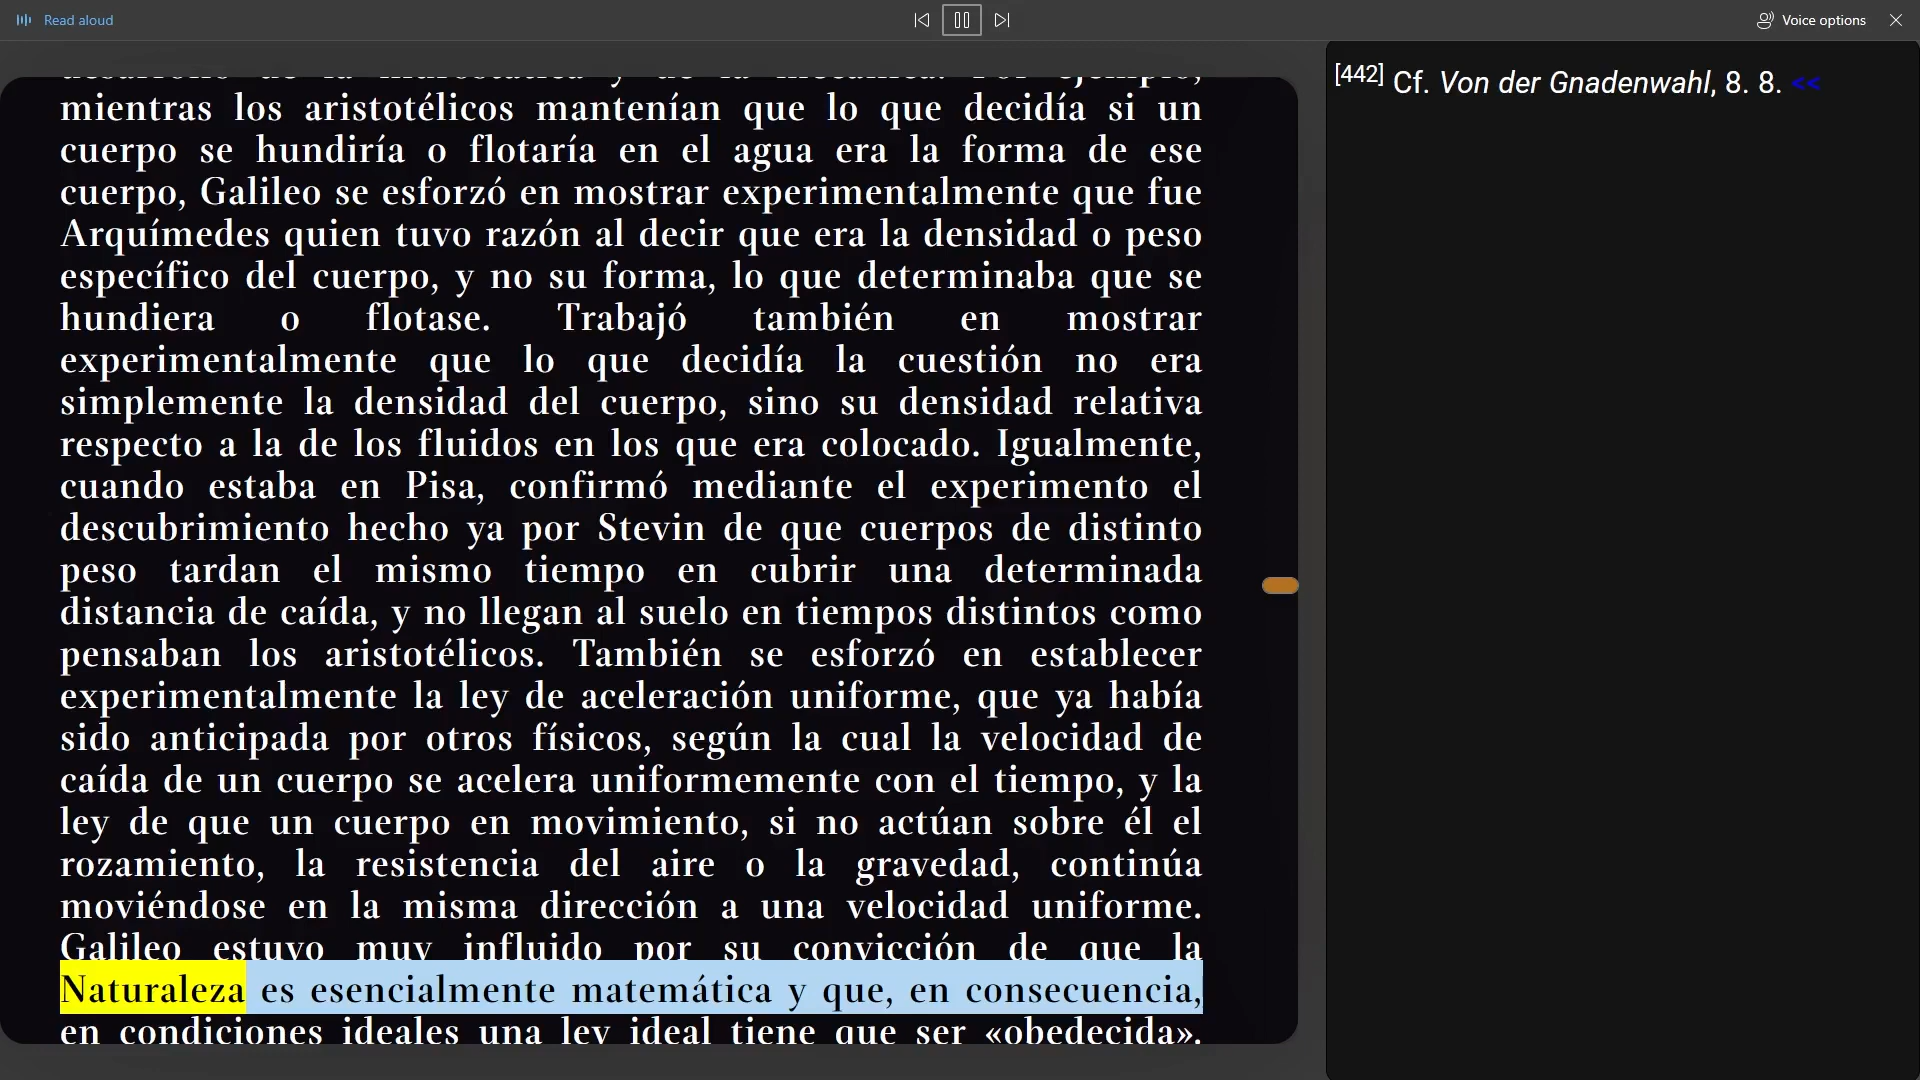 Read aloud
Voice options
desarrollo de la hidrostática y de la mecánica. Por ejemplo,
mientras los aristotélicos mantenían que lo que decidía si un
cuerpo se hundiría o flotaría en el agua era la forma de ese
cuerpo, Galileo se esforzó en mostrar experimentalmente que fue
Arquímedes quien tuvo razón al decir que era la densidad o peso
específico del cuerpo, y no su forma, lo que determinaba que se
hundiera o flotase. Trabajó también en mostrar
experimentalmente que lo que decidía la cuestión no era
simplemente la densidad del cuerpo, sino su densidad relativa
respecto a la de los fluidos en los que era colocado. Igualmente,
cuando estaba en Pisa, confirmó mediante el experimento el
descubrimiento hecho ya por Stevin de que cuerpos de distinto
peso tardan el mismo tiempo en cubrir una determinada
distancia de caída, y no llegan al suelo en tiempos distintos como
pensaban los aristotélicos. También se esforzó en establecer
experimentalmente la ley de aceleración uniforme, que ya había
sido anticipada por otros físicos, según la cual la velocidad de
caída de un cuerpo se acelera uniformemente con el tiempo, y la
ley de que un cuerpo en movimiento, si no actúan sobre él el
rozamiento, la resistencia del aire o la gravedad, continúa
moviéndose en la misma dirección a una velocidad uniforme.
Galileo estuvo muy influido por su convicción de que la
Naturaleza es esencialmente matemática y que, en consecuencia,
en condiciones ideales una ley ideal tiene que ser «obedecida».
[442] Cf. Von der Gnadenwahl, 8. 8. <<